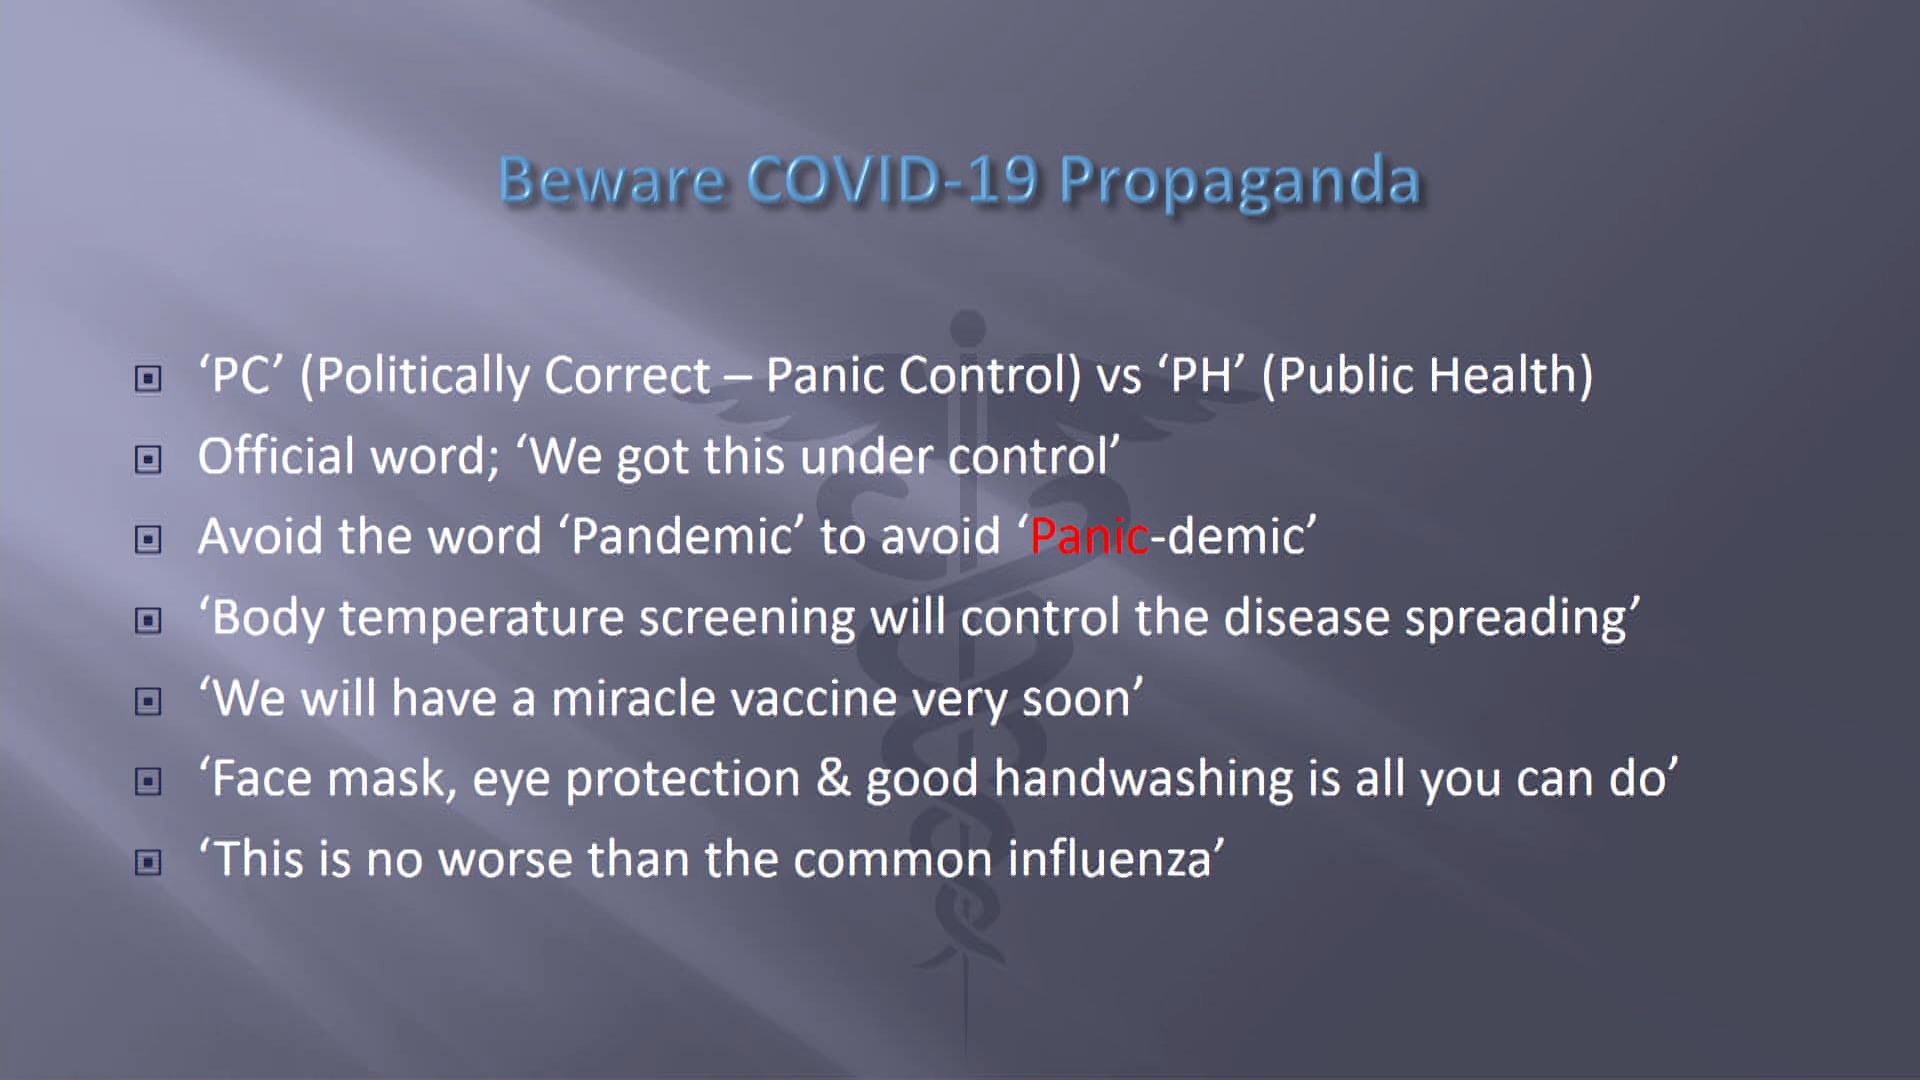 Beware COVID-19 Propaganda
‘PC’ (Politically Correct – Panic Control) vs ‘PH’ (Public Health)
Official word; ‘We got this under control’
Avoid the word ‘Pandemic’ to avoid ‘Panic-demic’
‘Body temperature screening will control the disease spreading’
‘We will have a miracle vaccine very soon’
‘Face mask, eye protection & good handwashing is all you can do’
‘This is no worse than the common influenza’